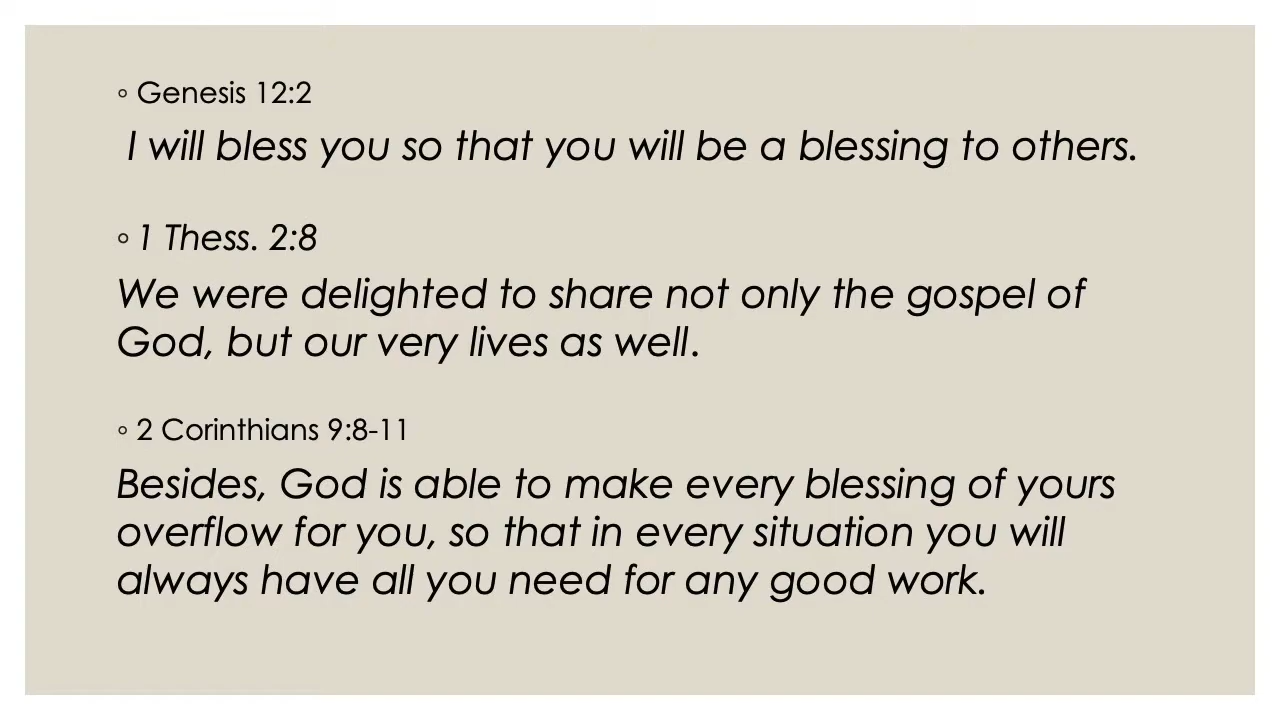 ◦ Genesis 12:2
I will bless you so that you will be a blessing to others.
◦ 1 Thess. 2:8
We were delighted to share not only the gospel of
God, but our very lives as well.
◦ 2 Corinthians 9:8-11
Besides, God is able to make every blessing of yours
overflow for you, so that in every situation you will
always have all you need for any good work.